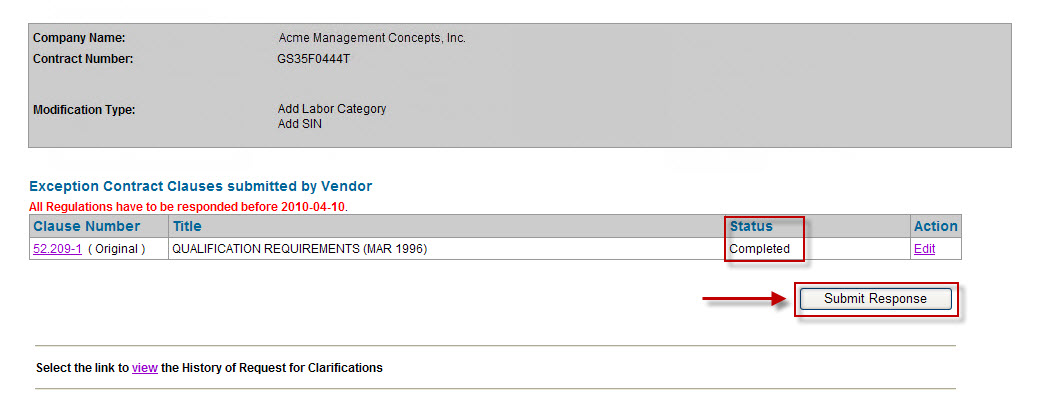 Company Name: Acme Management Concepts, Inc.
Contract Number: GS35F0444T
Modification Type: Add Labor Category
Add SIN
Exception Contract Clauses submitted by Vendor
All Regulations have to be responded before 2010-04-10.
Clause Number Title Status Action
52.209-1 ( Original ) QUALIFICATION REQUIREMENTS (MAR 1996) Completed Edit
Submit Response
Select the link to view the History of Request for Clarifications